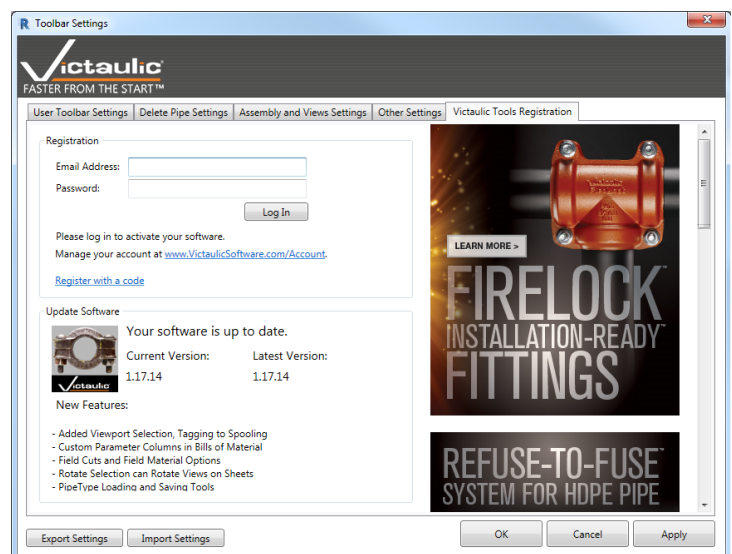 Toolbar Settings
Victaulic
FASTER FROM THE START™
User Toolbar Settings
Delete Pipe Settings
Assembly and Views Settings
Other Settings
Victaulic Tools Registration
Registration
Email Address:
Password:
Log In
Please log in to activate your software.
Manage your account at www.VictaulicSoftware.com/Account.
Register with a code
Update Software
Your software is up to date.
Current Version:
Latest Version:
1.17.14
1.17.14
Victaulic
New Features:
- Added Viewport Selection, Tagging to Spooling
- Custom Parameter Columns in Bills of Material
- Field Cuts and Field Material Options
- Rotate Selection can Rotate Views on Sheets
- PipeType Loading and Saving Tools
LEARN MORE >
FIRELOCK™
INSTALLATION-READY™
FITTINGS
REFUSE-TO-FUSE™
SYSTEM FOR HDPE PIPE
Export Settings
Import Settings
OK
Cancel
Apply